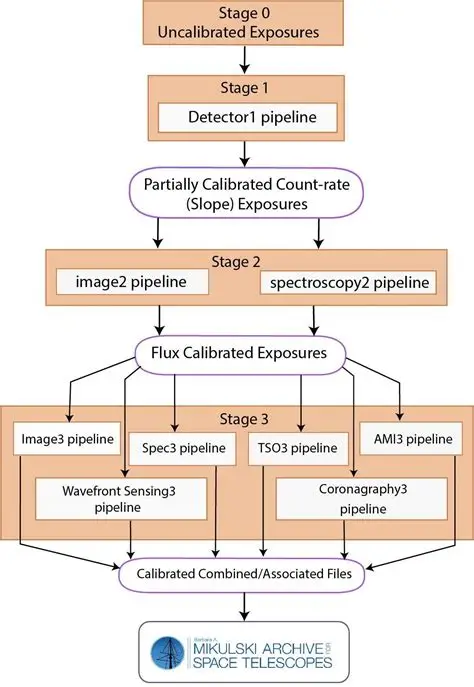 Stage 0
Uncalibrated Exposures
Stage 1
Detector1 pipeline
Partially Calibrated Count-rate
(Slope) Exposures
Stage 2
image2 pipeline
spectroscopy2 pipeline
Flux Calibrated Exposures
Stage 3
Image3 pipeline
Spec3 pipeline
TSO3 pipeline
AMI3 pipeline
Wavefront Sensing3
pipeline
Coronagraphy3
pipeline
Calibrated Combined/Associated Files
Barbara A.
MIKULSKI ARCHIVE FOR
SPACE TELESCOPES